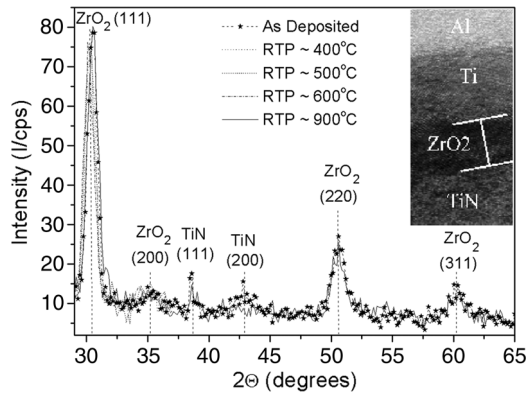 ZrO2 (111)
As Deposited
RTP ~ 400°C
RTP ~ 500°C
RTP ~ 600°C
RTP ~ 900°C
Al
Ti
ZrO2
TiN
ZrO2
(200)
TiN
(111)
TiN
(200)
ZrO2
(220)
ZrO2
(311)
Intensity (I/cps)
80
70
60
50
40
30
20
10
30 35 40 45 50 55 60 65
2Θ (degrees)